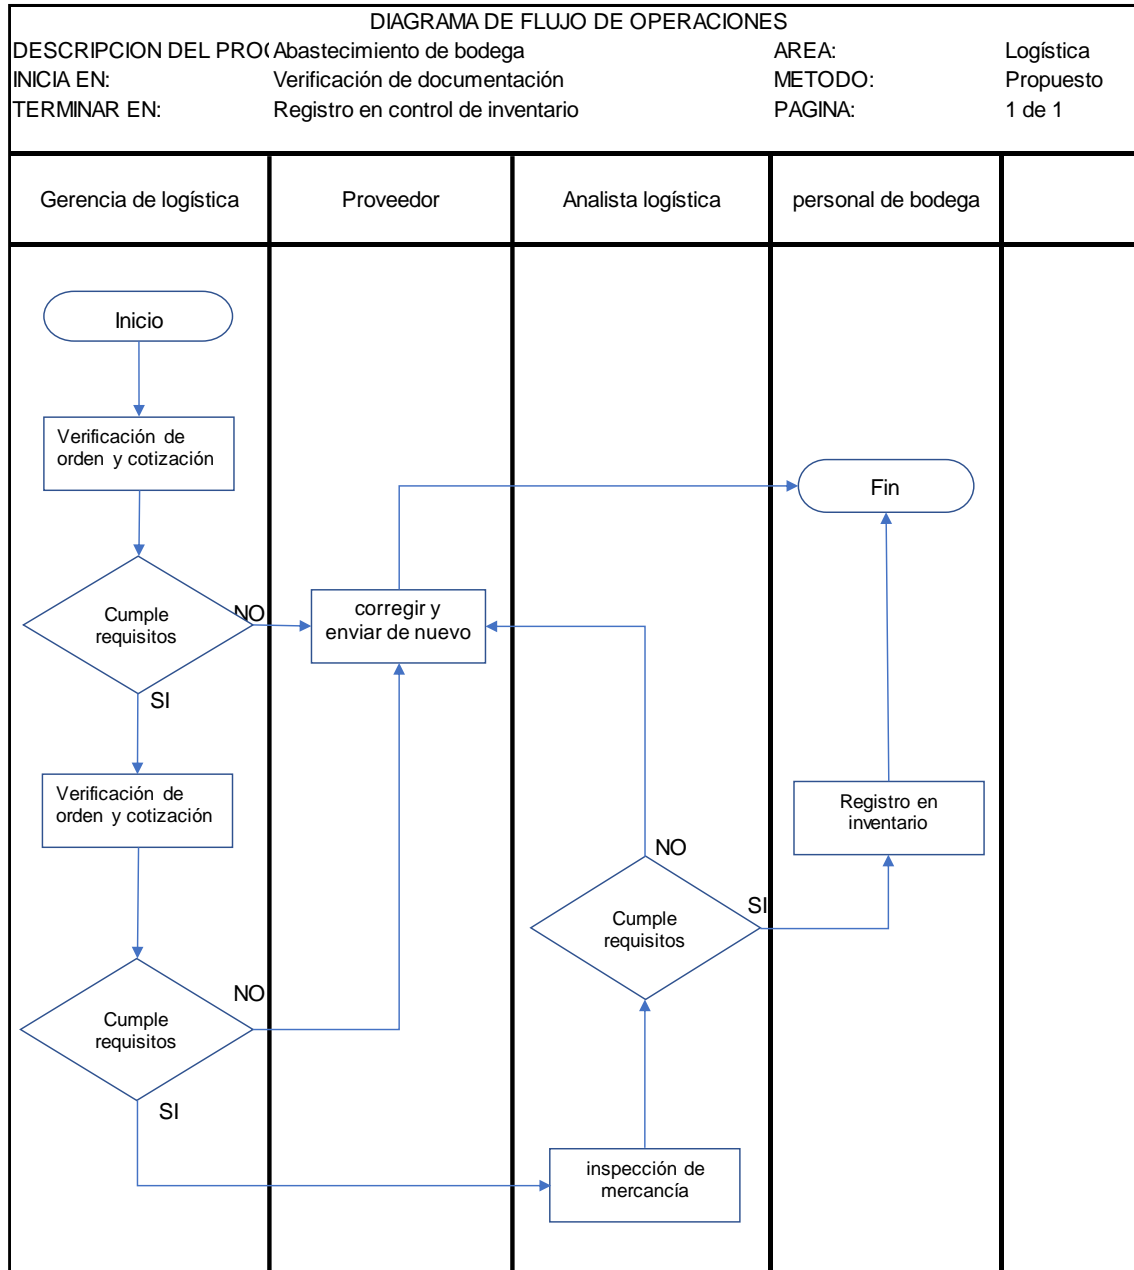 DIAGRAMA DE FLUJO DE OPERACIONES
DESCRIPCION DEL PROC Abastecimiento de bodega AREA: Logística
INICIA EN: Verificación de documentación METODO: Propuesto
TERMINAR EN: Registro en control de inventario PAGINA: 1 de 1
Gerencia de logística Proveedor Analista logística personal de bodega
Inicio
Verificación de
orden y cotización
Fin
Cumple
requisitos
NO
corregir y
enviar de nuevo
SI
Verificación de
orden y cotización
Registro en
inventario
NO
Cumple
requisitos
SI
Cumple
requisitos
NO
SI
inspección de
mercancía